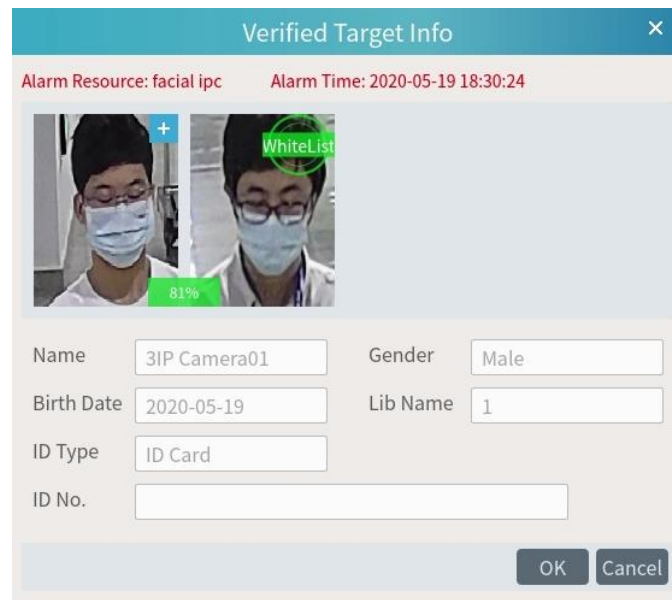 Verified Target Info ×
Alarm Resource: facial ipc Alarm Time: 2020-05-19 18:30:24
+
WhiteList
81%
Name 3IP Camera01 Gender Male
Birth Date 2020-05-19 Lib Name 1
ID Type ID Card
ID No.
OK Cancel